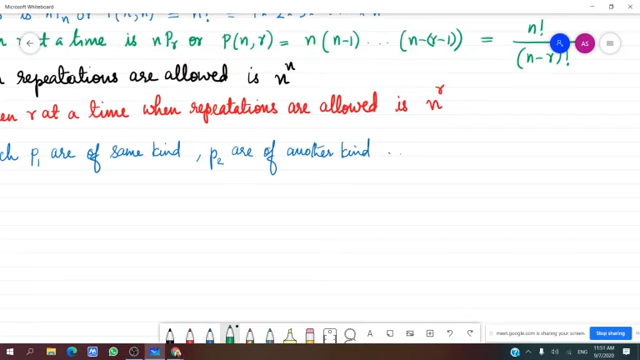 Microsoft Whiteboard
n r at a time is nPr or P(n,r) = n(n-1) ... (n-(r-1)) = n!/(n-r)!
n repeatations are allowed is n^n
en r at a time when repeatations are allowed is n^r
ch p₁ are of same kind, p₂ are of another kind ...
AS
meet.google.com is sharing your screen.
Stop sharing
ENG
11:51 AM
9/7/2020